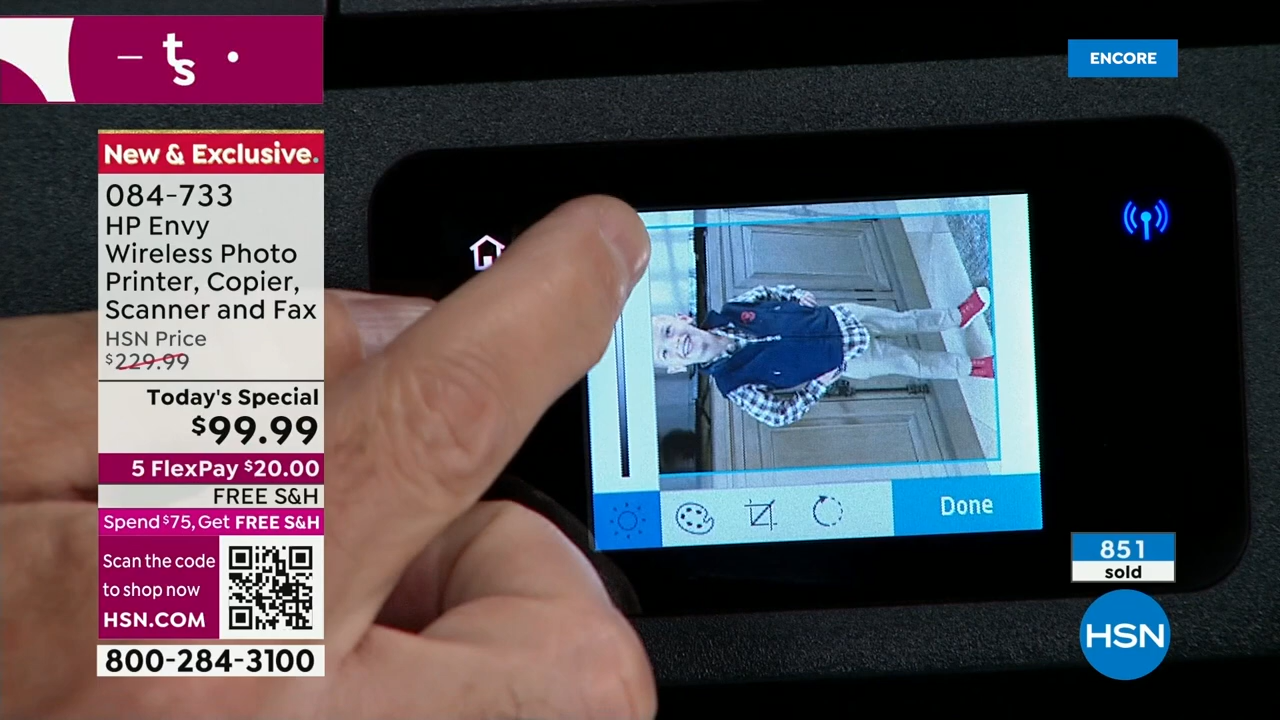 ts
ENCORE
New & Exclusive.
084-733
HP Envy
Wireless Photo
Printer, Copier,
Scanner and Fax
HSN Price
$229.99
Today's Special
$99.99
5 FlexPay $20.00
FREE S&H
Spend $75, Get FREE S&H
Scan the code
to shop now
HSN.COM
800-284-3100
Done
851
sold
HSN